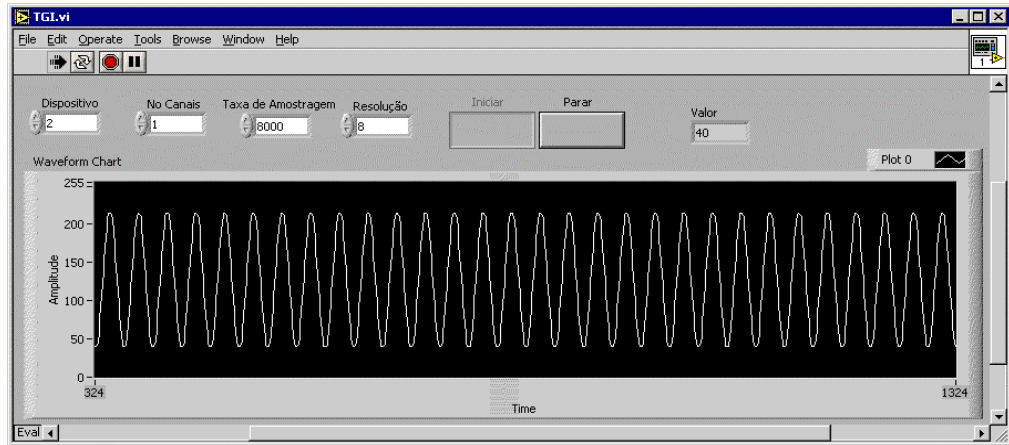 TGI.vi
File Edit Operate Tools Browse Window Help
1
Dispositivo No Canais Taxa de Amostragem Resolução Iniciar Parar Valor
2 1 8000 8 40
Waveform Chart Plot 0
255
200
150
100
50
0
Amplitude
324 1324
Time
Eval